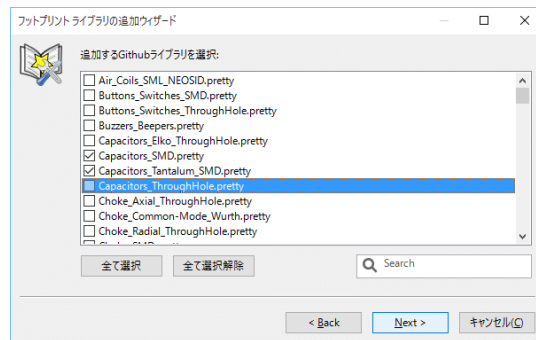 フットプリント ライブラリの追加ウィザード
追加するGithubライブラリを選択:
Air_Coils_SML_NEOSID.pretty
Buttons_Switches_SMD.pretty
Buttons_Switches_ThroughHole.pretty
Buzzers_Beepers.pretty
Capacitors_Elko_ThroughHole.pretty
Capacitors_SMD.pretty
Capacitors_Tantalum_SMD.pretty
Capacitors_ThroughHole.pretty
Choke_Axial_ThroughHole.pretty
Choke_Common-Mode_Wurth.pretty
Choke_Radial_ThroughHole.pretty
全て選択 全て選択解除 Search
< Back Next > キャンセル(C)